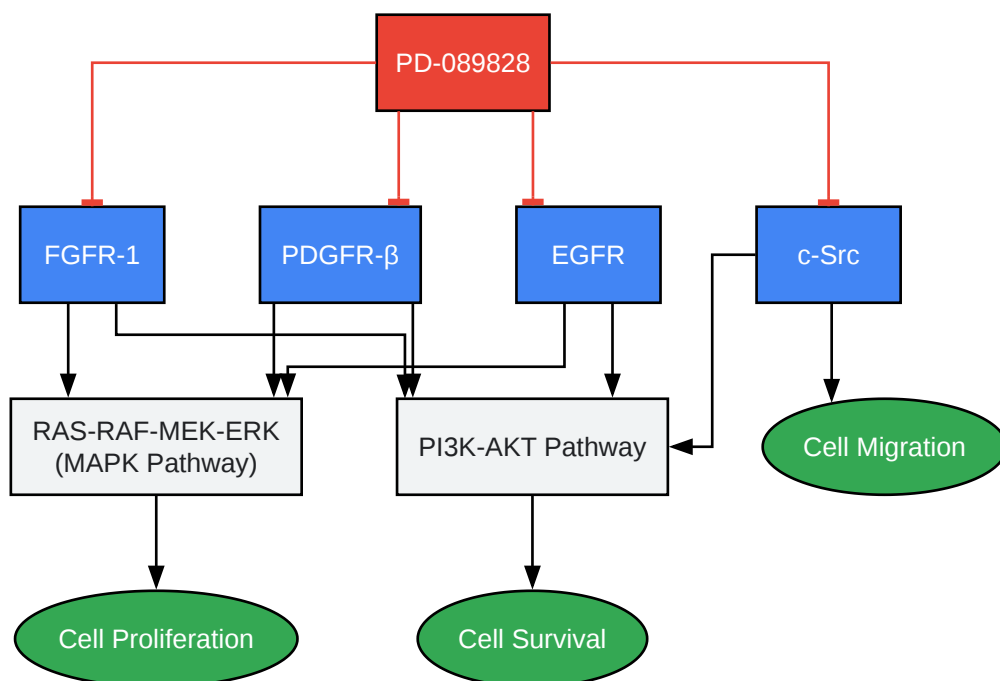 PD-089828
FGFR-1
PDGFR-β
EGFR
c-Src
RAS-RAF-MEK-ERK
(MAPK Pathway)
PI3K-AKT Pathway
Cell Migration
Cell Proliferation
Cell Survival